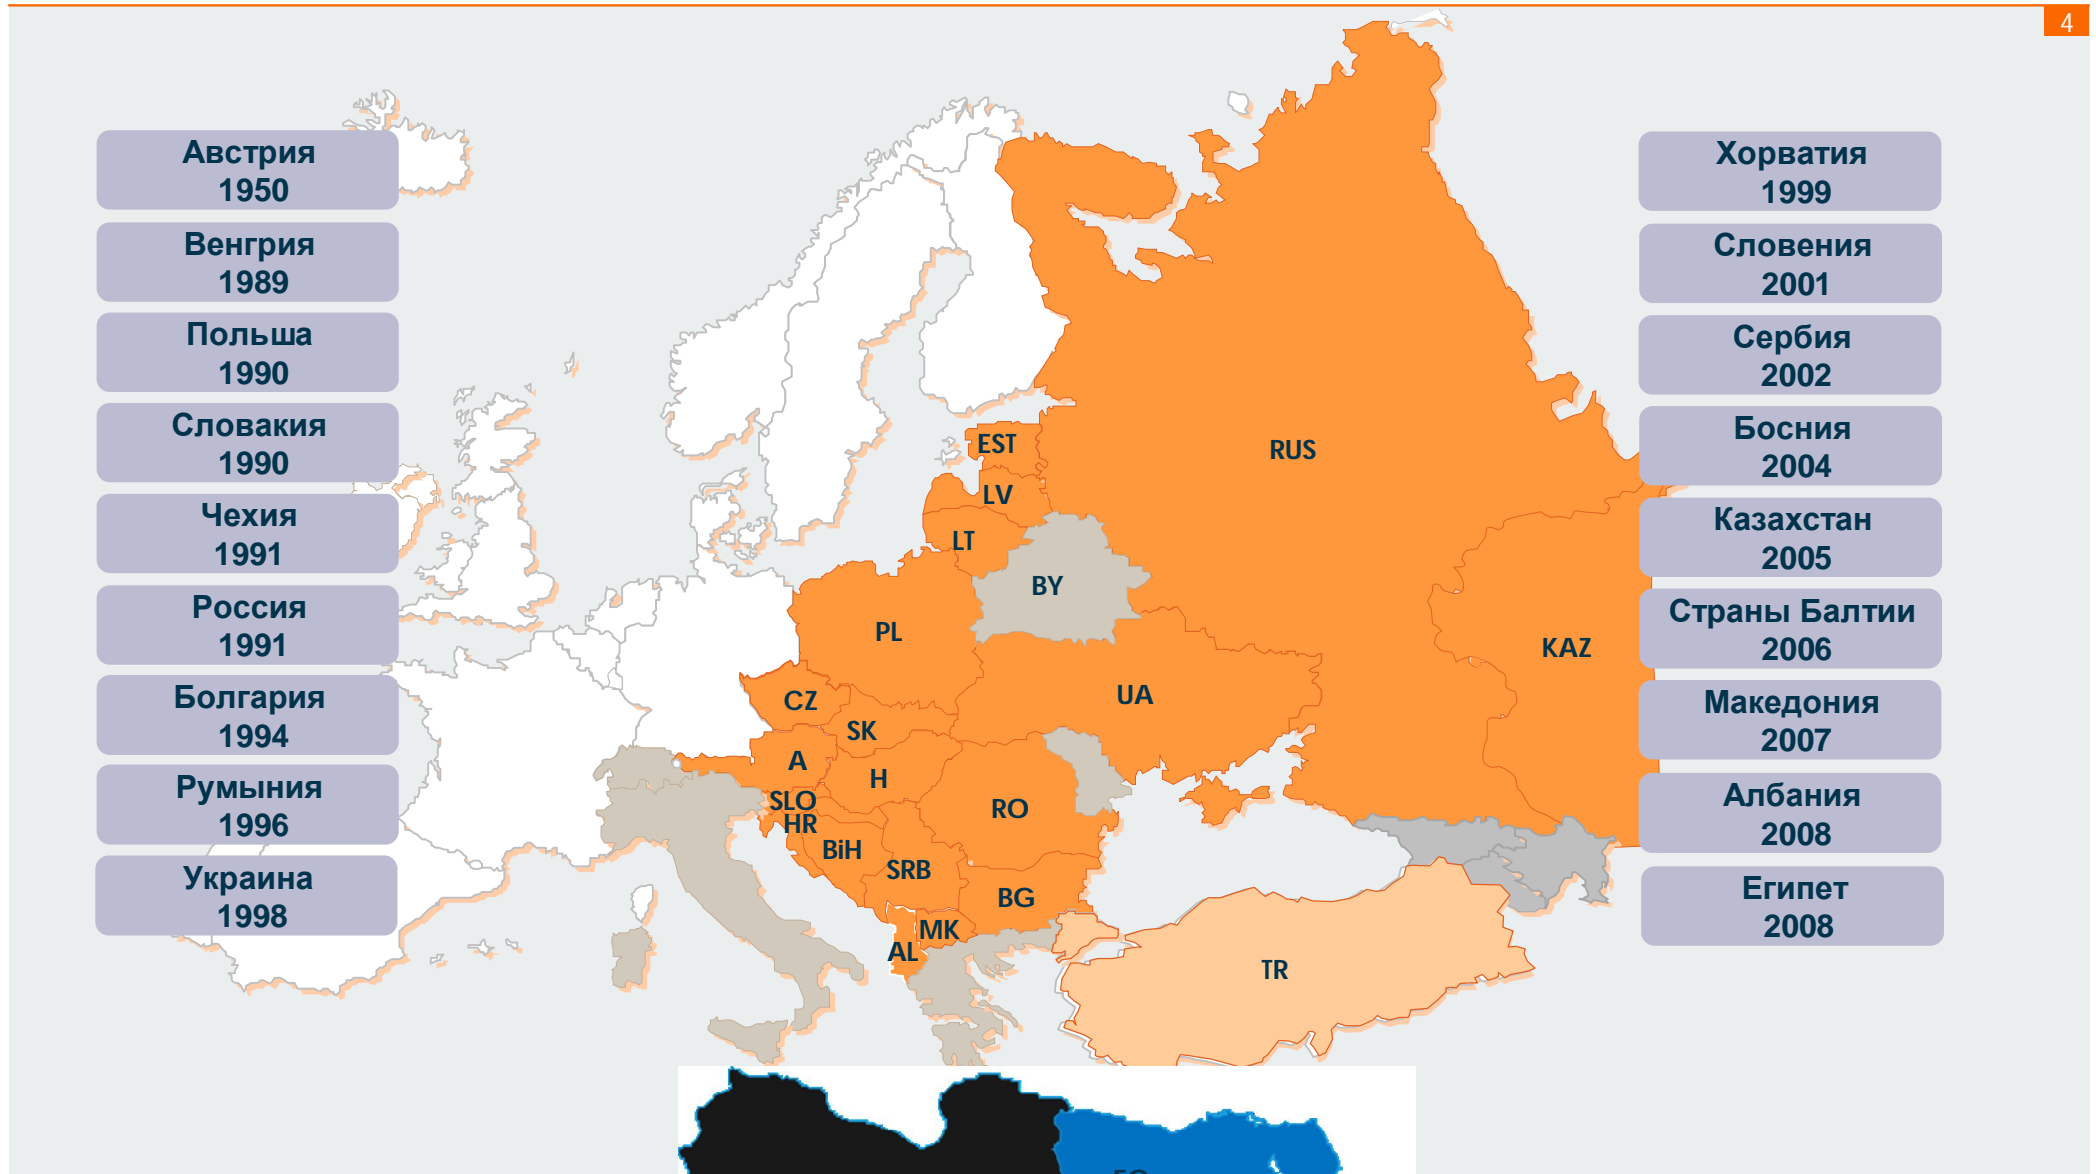 4
Австрия
1950
Венгрия
1989
Польша
1990
Словакия
1990
Чехия
1991
Россия
1991
Болгария
1994
Румыния
1996
Украина
1998
EST
RUS
LV
LT
BY
PL
KAZ
CZ
UA
SK
A
H
SLO
RO
HR
BiH
SRB
BG
MK
AL
TR
Хорватия
1999
Словения
2001
Сербия
2002
Босния
2004
Казахстан
2005
Страны Балтии
2006
Македония
2007
Албания
2008
Египет
2008